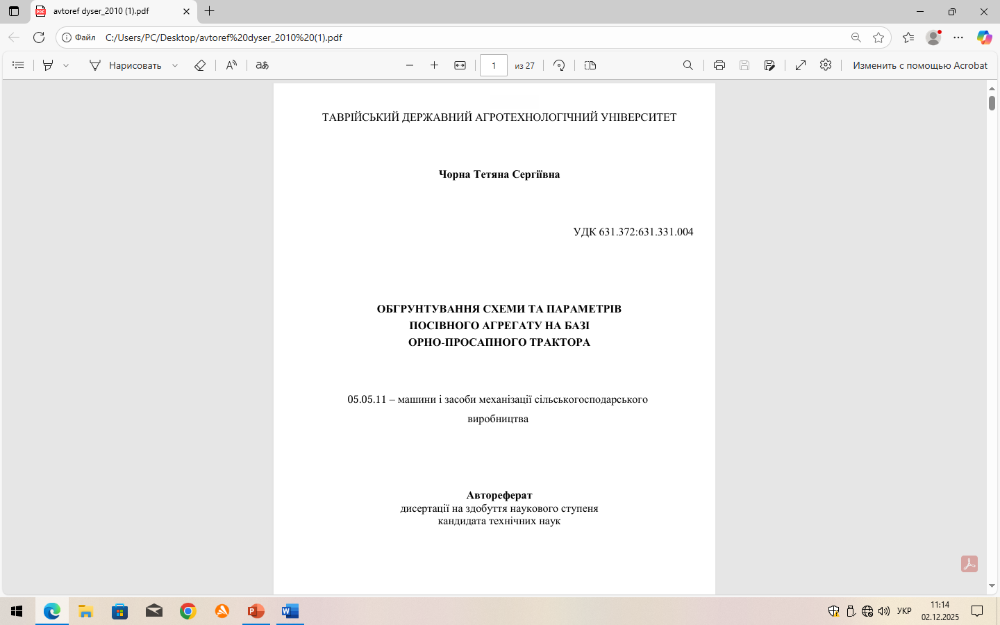 avtoref dyser_2010 (1).pdf
Файл C:/Users/PC/Desktop/avtoref%20dyser_2010%20(1).pdf
Нарисовать 1 из 27 Изменить с помощью Acrobat
ТАВРІЙСЬКИЙ ДЕРЖАВНИЙ АГРОТЕХНОЛОГІЧНИЙ УНІВЕРСИТЕТ
Чорна Тетяна Сергіївна
УДК 631.372:631.331.004
ОБГРУНТУВАННЯ СХЕМИ ТА ПАРАМЕТРІВ
ПОСІВНОГО АГРЕГАТУ НА БАЗІ
ОРНО-ПРОСАПНОГО ТРАКТОРА
05.05.11 – машини і засоби механізації сільськогосподарського
виробництва
Автореферат
дисертації на здобуття наукового ступеня
кандидата технічних наук
УКР
11:14
02.12.2025